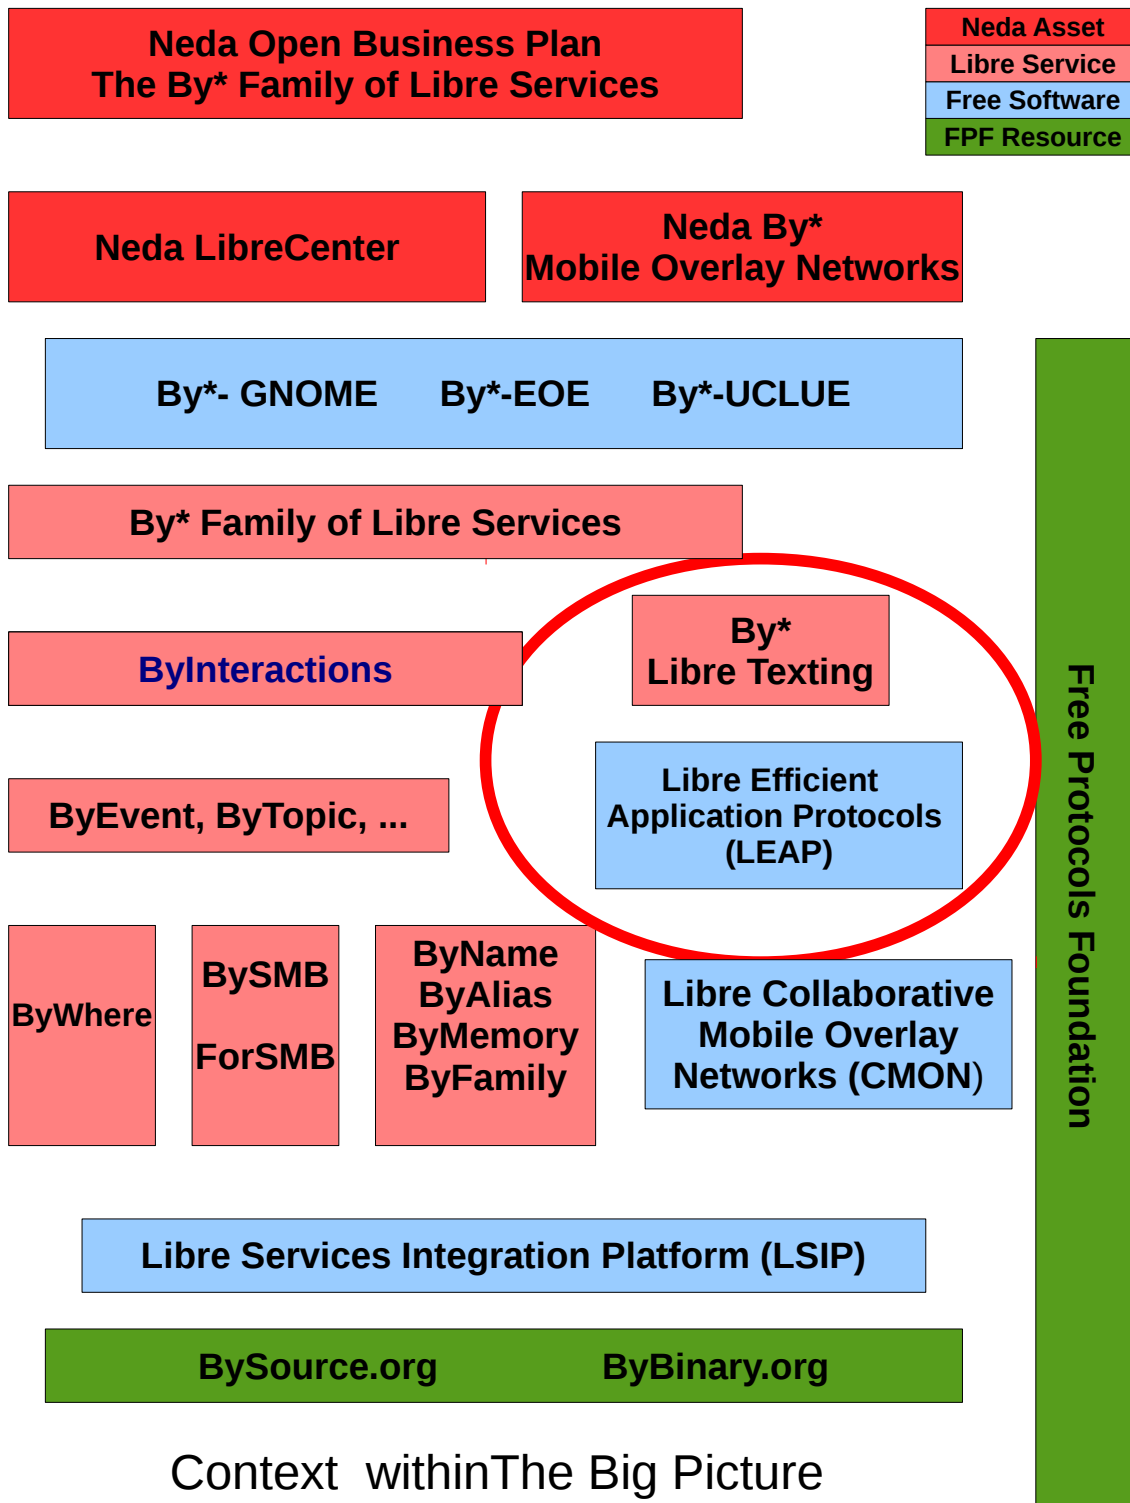 Neda Open Business Plan
The By* Family of Libre Services
Neda Asset
Libre Service
Free Software
FPF Resource
Neda LibreCenter
Neda By*
Mobile Overlay Networks
By*- GNOME By*-EOE By*-UCLUE
By* Family of Libre Services
By*
Libre Texting
ByInteractions
Libre Efficient
Application Protocols
(LEAP)
ByEvent, ByTopic, ...
Free Protocols Foundation
ByWhere
BySMB
ForSMB
ByName
ByAlias
ByMemory
ByFamily
Libre Collaborative
Mobile Overlay
Networks (CMON)
Libre Services Integration Platform (LSIP)
BySource.org ByBinary.org
Context withinThe Big Picture